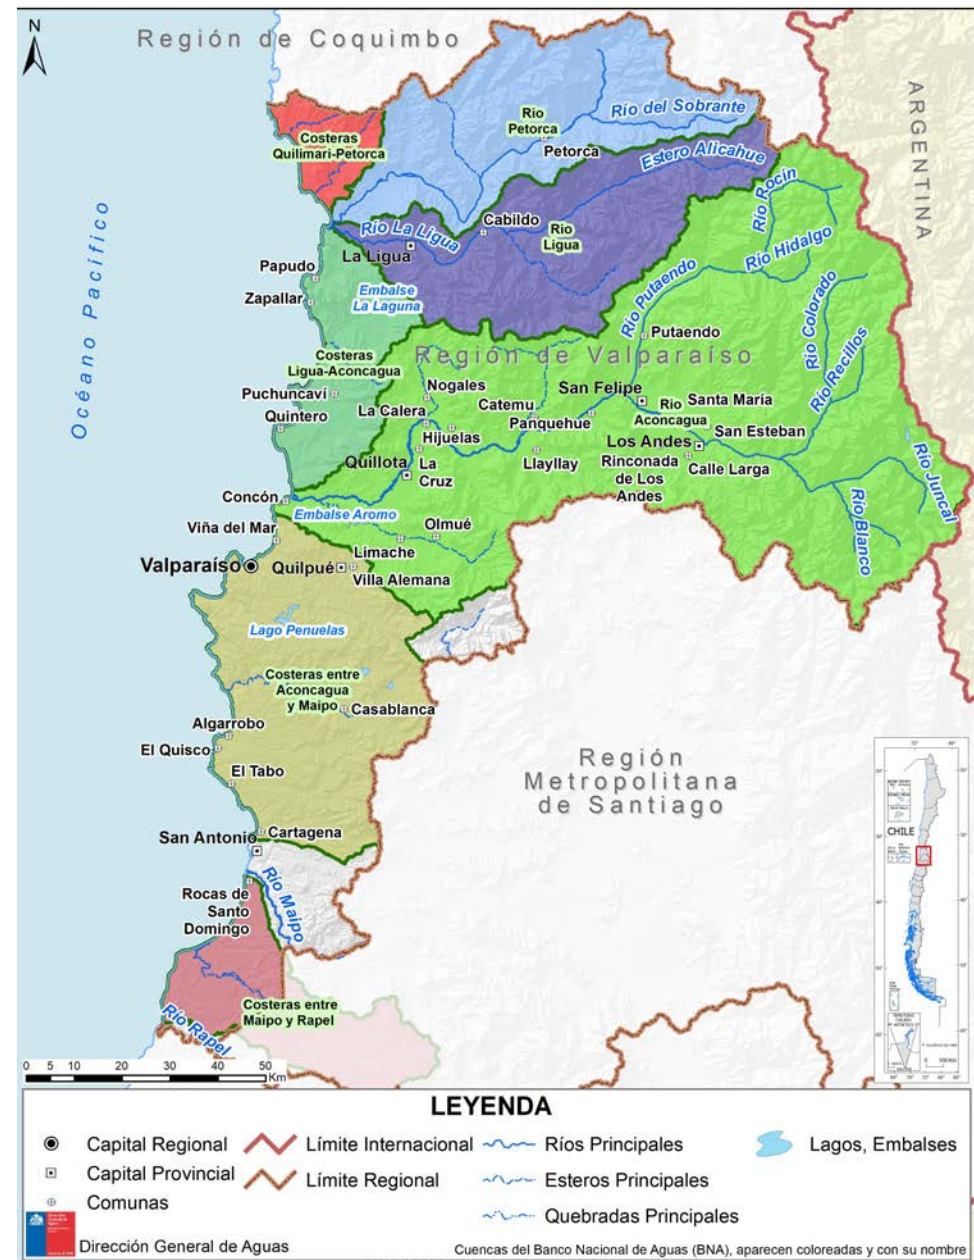 N
Región de Coquimbo
ARGENTINA
Océano Pacífico
Costeras
Quilimari-Petorca
Rio
Petorca
Río del Sobrante
Petorca
Estero Alicahue
Río Rocín
Río La Ligua
Cabildo
Rio
Ligua
La Ligua
Río Hidalgo
Papudo
Zapallar
Embalse
La Laguna
Río Putaendo
Río Colorado
Putaendo
Río Recillos
Costeras
Ligua-Aconcagua
Región de Valparaíso
Puchuncaví
Quintero
Nogales
La Calera
Catemu
San Felipe
Rio
Aconcagua
Santa María
Hijuelas
Panquehue
San Esteban
Los Andes
Quillota
La
Cruz
Llayllay
Rinconada
de Los
Andes
Calle Larga
Río Juncal
Río Blanco
Concón
Embalse Aromo
Viña del Mar
Olmué
Limache
Valparaíso
Quilpué
Villa Alemana
Lago Penuelas
Costeras entre
Aconcagua
y Maipo
Casablanca
Algarrobo
El Quisco
El Tabo
Región
Metropolitana
de Santiago
San Antonio
Cartagena
Rocas de
Santo
Domingo
Río Maipo
Costeras entre
Maipo y Rapel
Río Rapel
CHILE
0 5 10 20 30 40 50
Km
LEYENDA
Capital Regional
Límite Internacional
Ríos Principales
Lagos, Embalses
Capital Provincial
Límite Regional
Esteros Principales
Comunas
Quebradas Principales
Dirección General de Aguas
Cuencas del Banco Nacional de Aguas (BNA), aparecen coloreadas y con su nombre